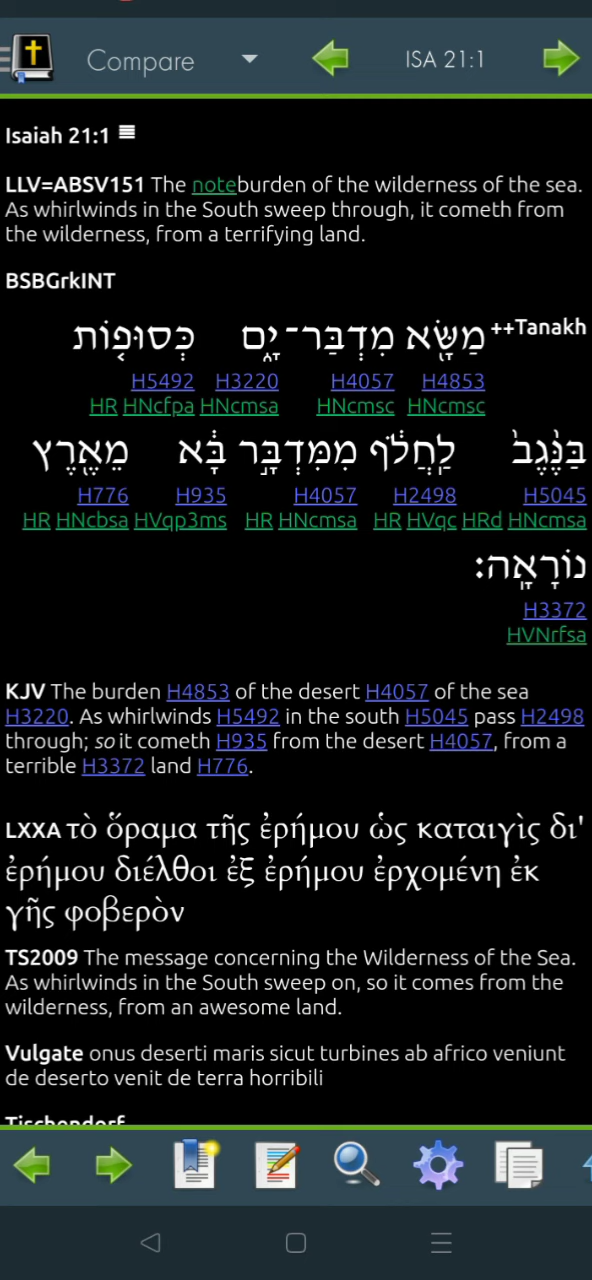 Compare
ISA 21:1
Isaiah 21:1
LLV=ABSV151 The noteburden of the wilderness of the sea.
As whirlwinds in the South sweep through, it cometh from
the wilderness, from a terrifying land.
BSBGrkINT
++Tanakh מַשָּׂ֖א מִדְבַּר־יָ֑ם כְּסוּפ֤וֹת
H5492 H3220 H4057 H4853
HR HNcfpa HNcmsa HNcmsc HNcmsc
בַּנֶּ֙גֶב֙ לַֽחֲלֹ֔ף מִמִּדְבָּ֣ר בָּ֔א מֵאֶ֖רֶץ
H776 H935 H4057 H2498 H5045
HR HNcbsa HVqp3ms HR HNcmsa HR HVqc HRd HNcmsa
נוֹרָאָֽה׃
H3372
HVNrfsa
KJV The burden H4853 of the desert H4057 of the sea
H3220. As whirlwinds H5492 in the south H5045 pass H2498
through; so it cometh H935 from the desert H4057, from a
terrible H3372 land H776.
LXXA τὸ ὅραμα τῆς ἐρήμου ὡς καταιγὶς δι'
ἐρήμου διέλθοι ἐξ ἐρήμου ἐρχομένη ἐκ
γῆς φοβερὸν
TS2009 The message concerning the Wilderness of the Sea.
As whirlwinds in the South sweep on, so it comes from the
wilderness, from an awesome land.
Vulgate onus deserti maris sicut turbines ab africo veniunt
de deserto venit de terra horribili
Tischendorf